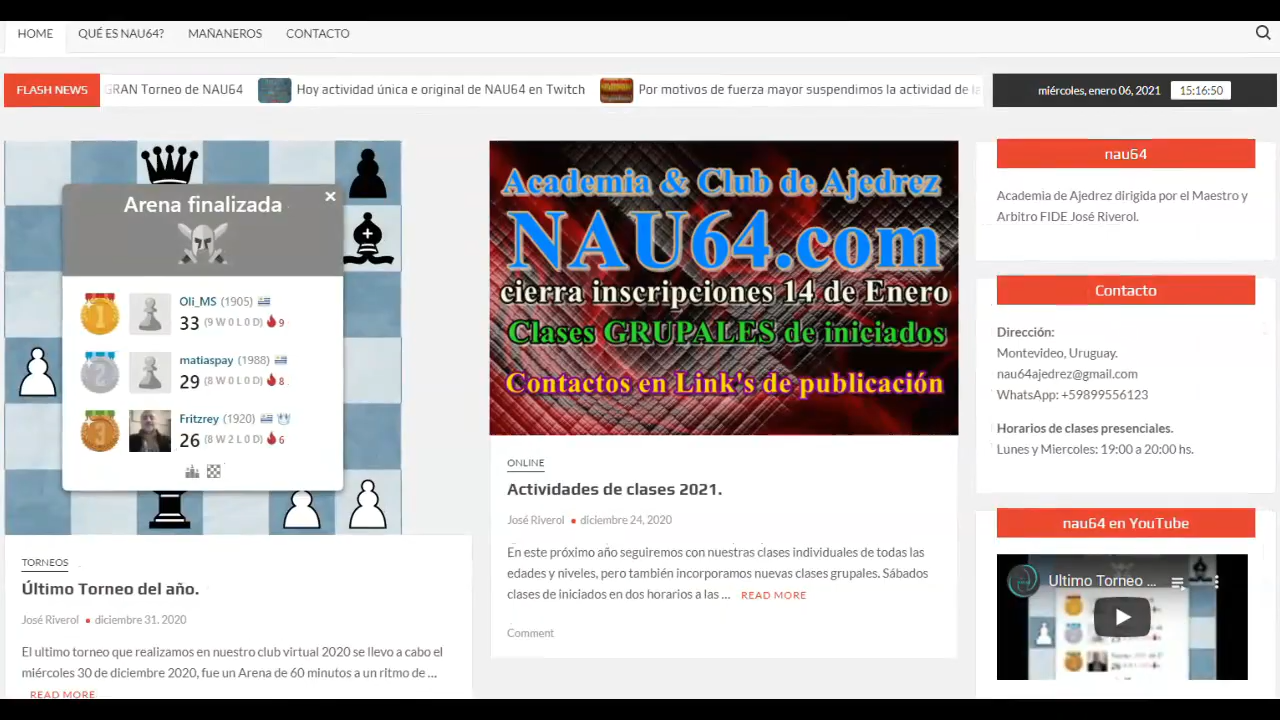 HOME QUÉ ES NAU64? MAÑANEROS CONTACTO
FLASH NEWS GRAN Torneo de NAU64 Hoy actividad única e original de NAU64 en Twitch Por motivos de fuerza mayor suspendimos la actividad de la
miércoles, enero 06, 2021 15:16:50
Arena finalizada
1 Oli_MS (1905)
33 (9 W 0 L 0 D) 9
2 matiaspay (1988)
29 (8 W 0 L 0 D) 8
3 Fritzrey (1920)
26 (8 W 2 L 0 D) 6
TORNEOS
Último Torneo del año.
José Riverol diciembre 31, 2020
El ultimo torneo que realizamos en nuestro club virtual 2020 se llevo a cabo el
miércoles 30 de diciembre 2020, fue un Arena de 60 minutos a un ritmo de ...
READ MORE
Academia & Club de Ajedrez
NAU64.com
cierra inscripciones 14 de Enero
Clases GRUPALES de iniciados
Contactos en Link's de publicación
ONLINE
Actividades de clases 2021.
José Riverol diciembre 24, 2020
En este próximo año seguiremos con nuestras clases individuales de todas las
edades y niveles, pero también incorporamos nuevas clases grupales. Sábados
clases de iniciados en dos horarios a las ... READ MORE
Comment
nau64
Academia de Ajedrez dirigida por el Maestro y
Arbitro FIDE José Riverol.
Contacto
Dirección:
Montevideo, Uruguay.
nau64ajedrez@gmail.com
WhatsApp: +59899556123
Horarios de clases presenciales.
Lunes y Miercoles: 19:00 a 20:00 hs.
nau64 en YouTube
Ultimo Torneo ...